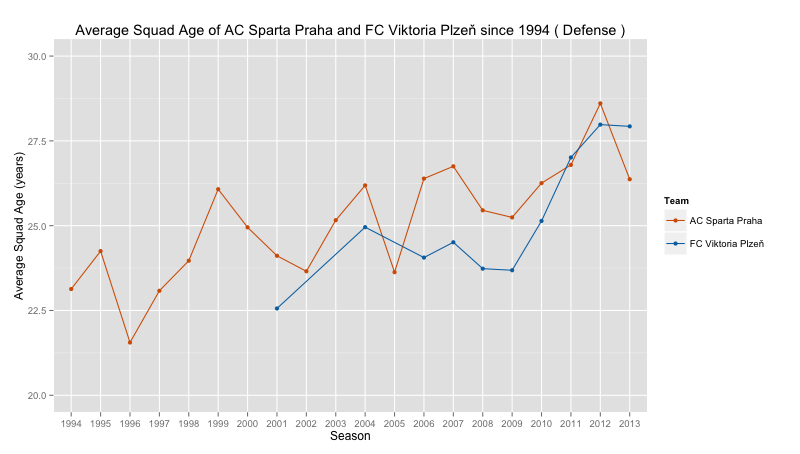 Average Squad Age of AC Sparta Praha and FC Viktoria Plzeň since 1994 ( Defense )
Average Squad Age (years)
30.0
27.5
25.0
22.5
20.0
1994 1995 1996 1997 1998 1999 2000 2001 2002 2003 2004 2005 2006 2007 2008 2009 2010 2011 2012 2013
Season
Team
AC Sparta Praha
FC Viktoria Plzeň